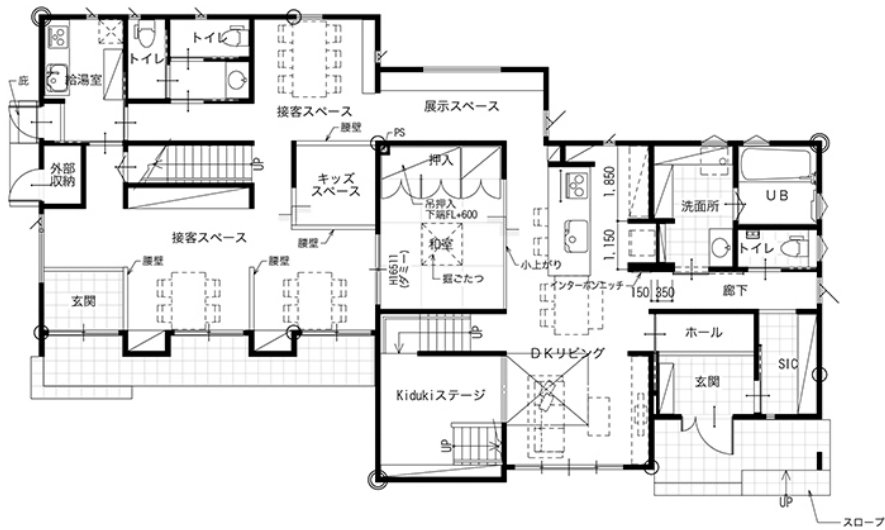 トイレ
トイレ
給湯室
庇
接客スペース
展示スペース
腰壁
PS
外部
収納
UP
キッズ
スペース
押入
吊押入
下端FL+600
1,850
洗面所
UB
接客スペース
腰壁
和室
小上がり
1,150
トイレ
腰壁
腰壁
H16511
(ダミー)
掘ごたつ
インターホンニッチ
玄関
150
350
廊下
UP
DKリビング
ホール
Kidukiステージ
玄関
SIC
UP
UP
スロープ